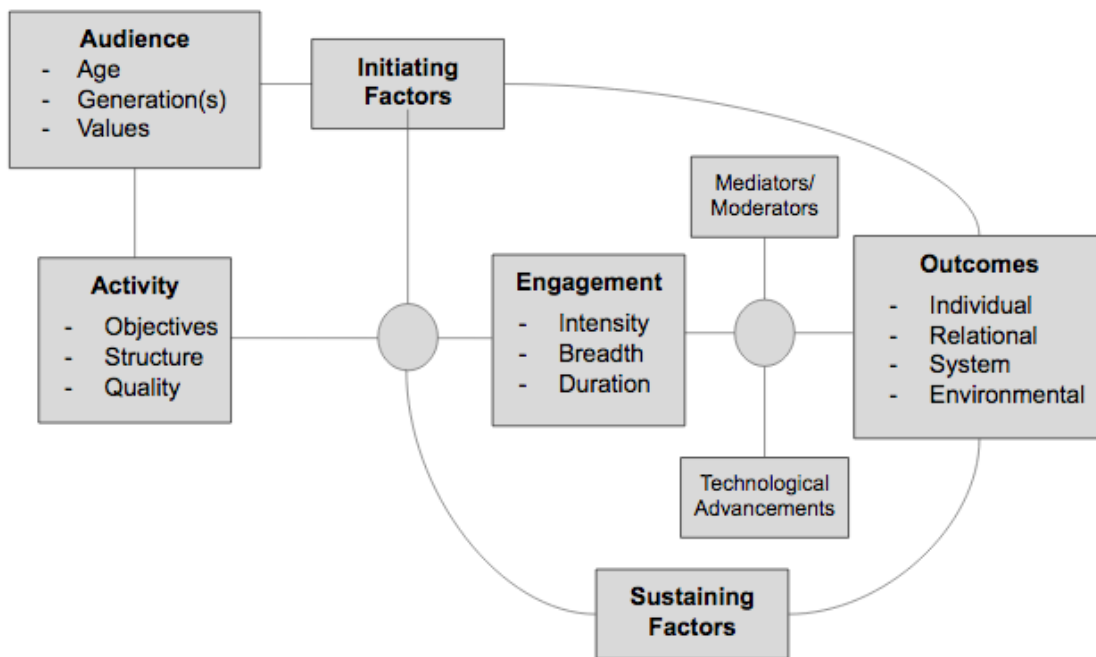 Audience
- Age
- Generation(s)
- Values
Initiating
Factors
Mediators/
Moderators
Activity
- Objectives
- Structure
- Quality
Engagement
- Intensity
- Breadth
- Duration
Outcomes
- Individual
- Relational
- System
- Environmental
Technological
Advancements
Sustaining
Factors